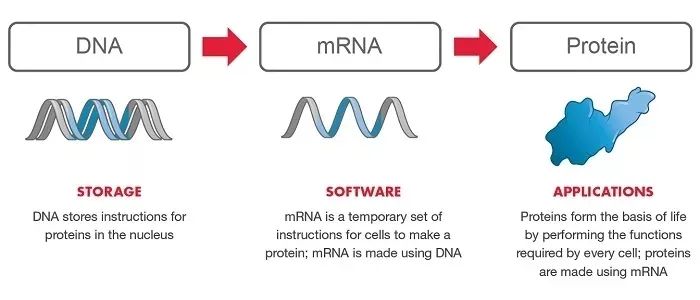 DNA
mRNA
Protein
STORAGE
DNA stores instructions for
proteins in the nucleus
SOFTWARE
mRNA is a temporary set of
instructions for cells to make a
protein; mRNA is made using DNA
APPLICATIONS
Proteins form the basis of life
by performing the functions
required by every cell; proteins
are made using mRNA